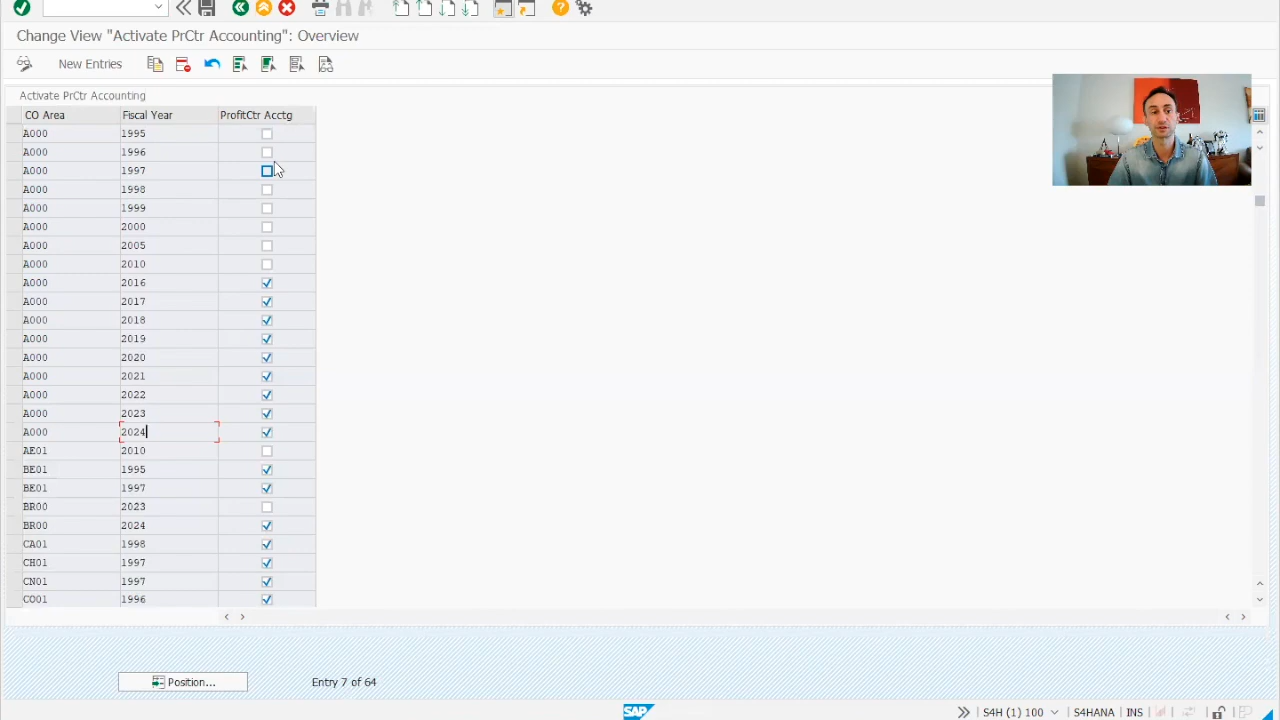 Change View "Activate PrCtr Accounting": Overview
New Entries
Activate PrCtr Accounting
CO Area Fiscal Year ProfitCtr Acctg
A000 1995
A000 1996
A000 1997
A000 1998
A000 1999
A000 2000
A000 2005
A000 2010
A000 2016
A000 2017
A000 2018
A000 2019
A000 2020
A000 2021
A000 2022
A000 2023
A000 2024
AE01 2010
BE01 1995
BE01 1997
BR00 2023
BR00 2024
CA01 1998
CH01 1997
CN01 1997
CO01 1996
Position... Entry 7 of 64
SAP S4H (1) 100 S4HANA INS